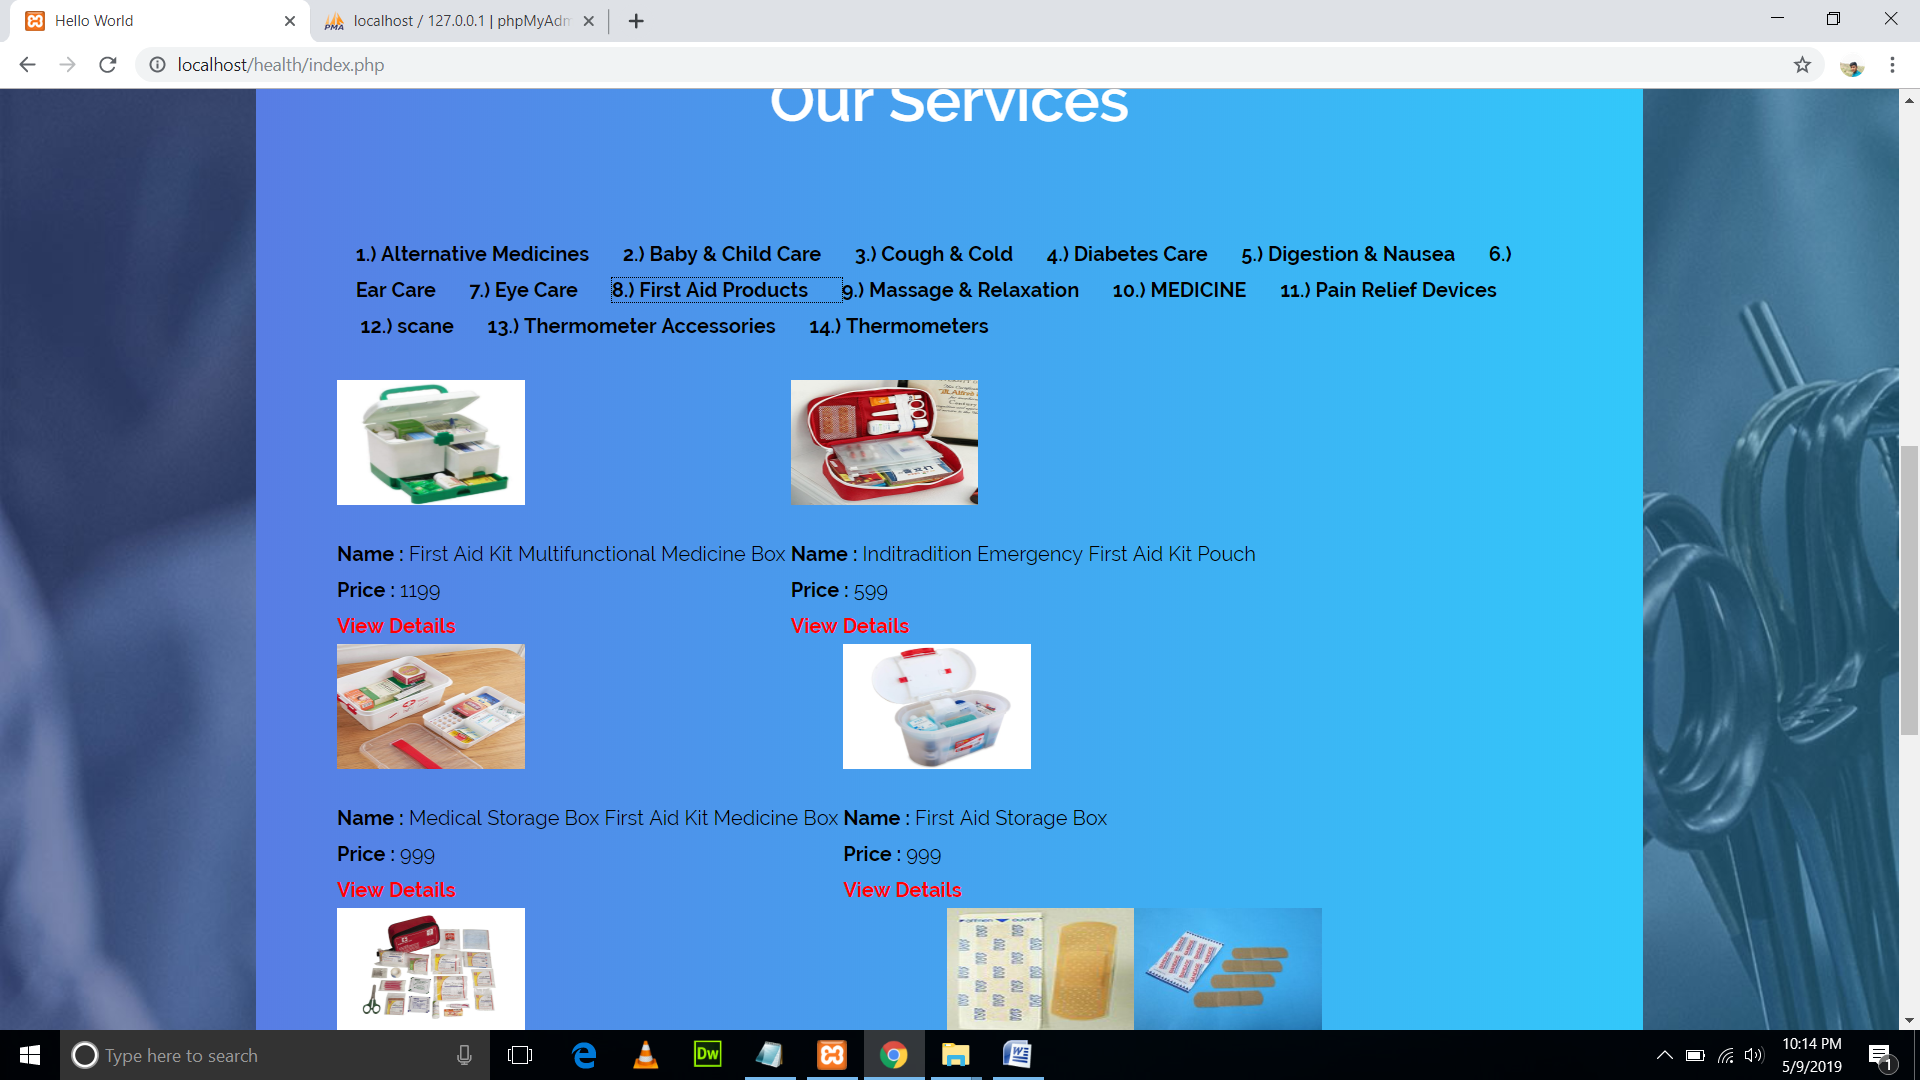 Hello World
localhost / 127.0.0.1 | phpMyAdm
localhost/health/index.php
Our Services
1.) Alternative Medicines 2.) Baby & Child Care 3.) Cough & Cold 4.) Diabetes Care 5.) Digestion & Nausea 6.)
Ear Care 7.) Eye Care 8.) First Aid Products 9.) Massage & Relaxation 10.) MEDICINE 11.) Pain Relief Devices
12.) scane 13.) Thermometer Accessories 14.) Thermometers
Name : First Aid Kit Multifunctional Medicine Box Name : Inditradition Emergency First Aid Kit Pouch
Price : 1199 Price : 599
View Details View Details
Name : Medical Storage Box First Aid Kit Medicine Box Name : First Aid Storage Box
Price : 999 Price : 999
View Details View Details
Type here to search
Dw
10:14 PM
5/9/2019
1